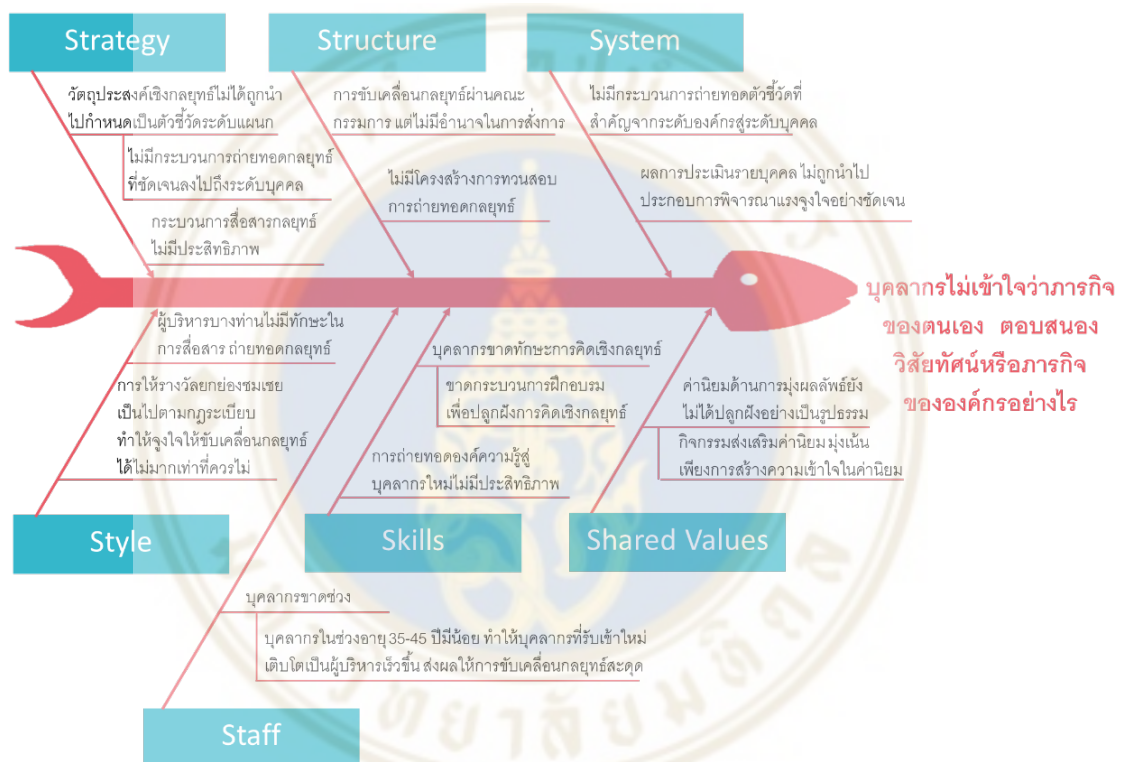 Strategy
วัตถุประสงค์เชิงกลยุทธ์ไม่ได้ถูกนำ
ไปกำหนดเป็นตัวชี้วัดระดับแผนก
ไม่มีกระบวนการถ่ายทอดกลยุทธ์
ที่ชัดเจนลงไปถึงระดับบุคคล
กระบวนการสื่อสารกลยุทธ์
ไม่มีประสิทธิภาพ
Structure
การขับเคลื่อนกลยุทธ์ผ่านคณะ
กรรมการ แต่ไม่มีอำนาจในการสั่งการ
ไม่มีโครงสร้างการทวนสอบ
การถ่ายทอดกลยุทธ์
System
ไม่มีกระบวนการถ่ายทอดตัวชี้วัดที่
สำคัญจากระดับองค์กรสู่ระดับบุคคล
ผลการประเมินรายบุคคล ไม่ถูกนำไป
ประกอบการพิจารณาแรงจูงใจอย่างชัดเจน
บุคลากรไม่เข้าใจว่าภารกิจ
ของตนเอง ตอบสนอง
วิสัยทัศน์หรือภารกิจ
ขององค์กรอย่างไร
ผู้บริหารบางท่านไม่มีทักษะใน
การสื่อสาร ถ่ายทอดกลยุทธ์
การให้รางวัลยกย่องชมเชย
เป็นไปตามกฎระเบียบ
ทำให้จูงใจให้ขับเคลื่อนกลยุทธ์
ได้ไม่มากเท่าที่ควรไม่
Style
บุคลากรขาดทักษะการคิดเชิงกลยุทธ์
ขาดกระบวนการฝึกอบรม
เพื่อปลูกฝังการคิดเชิงกลยุทธ์
การถ่ายทอดองค์ความรู้สู่
บุคลากรใหม่ไม่มีประสิทธิภาพ
Skills
ค่านิยมด้านการมุ่งผลลัพธ์ยัง
ไม่ได้ปลูกฝังอย่างเป็นรูปธรรม
กิจกรรมส่งเสริมค่านิยม มุ่งเน้น
เพียงการสร้างความเข้าใจในค่านิยม
Shared Values
บุคลากรขาดช่วง
บุคลากรในช่วงอายุ 35-45 ปีมีน้อย ทำให้บุคลากรที่รับเข้าใหม่
เติบโตเป็นผู้บริหารเร็วขึ้น ส่งผลให้การขับเคลื่อนกลยุทธ์สะดุด
Staff